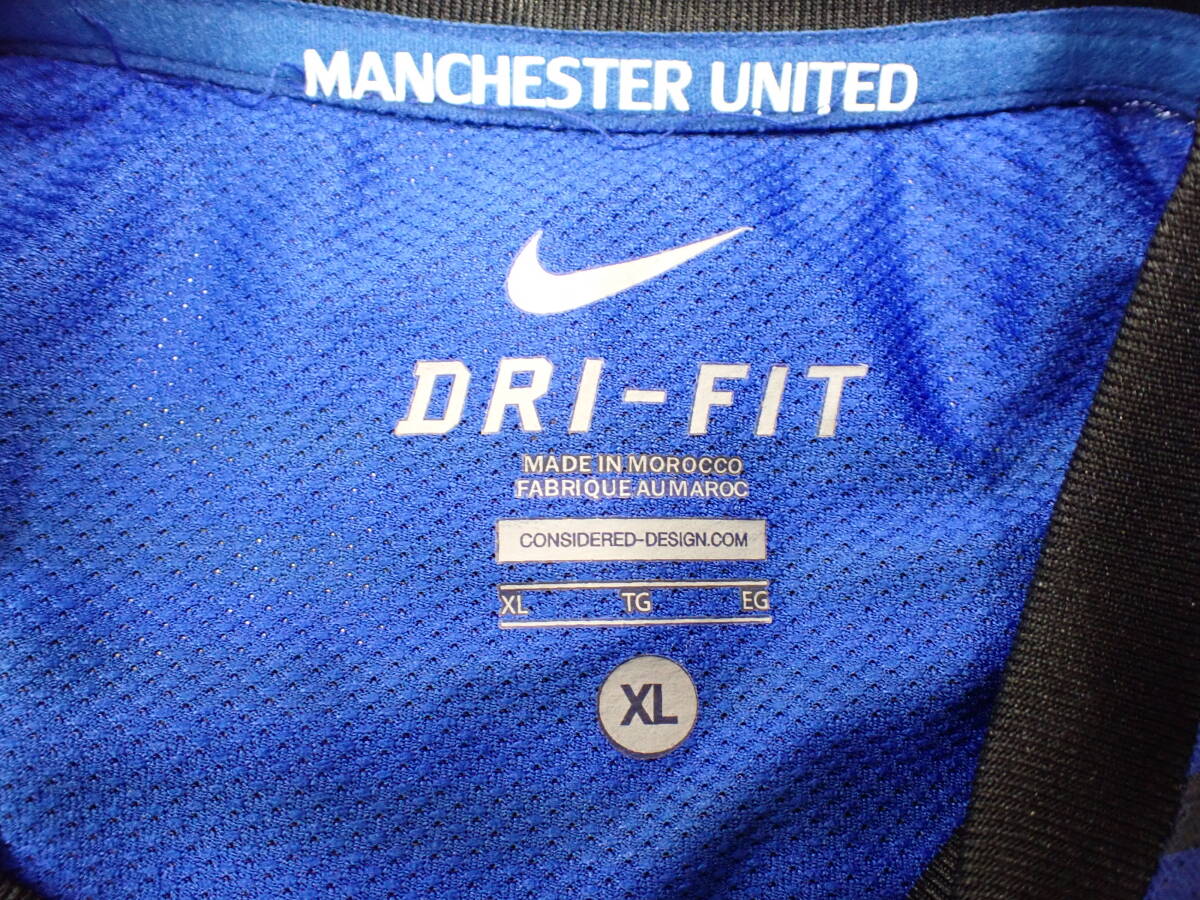 MANCHESTER UNITED
DRI-FIT
MADE IN MOROCCO
FABRIQUE AU MAROC
CONSIDERED-DESIGN.COM
XL TG EG
XL